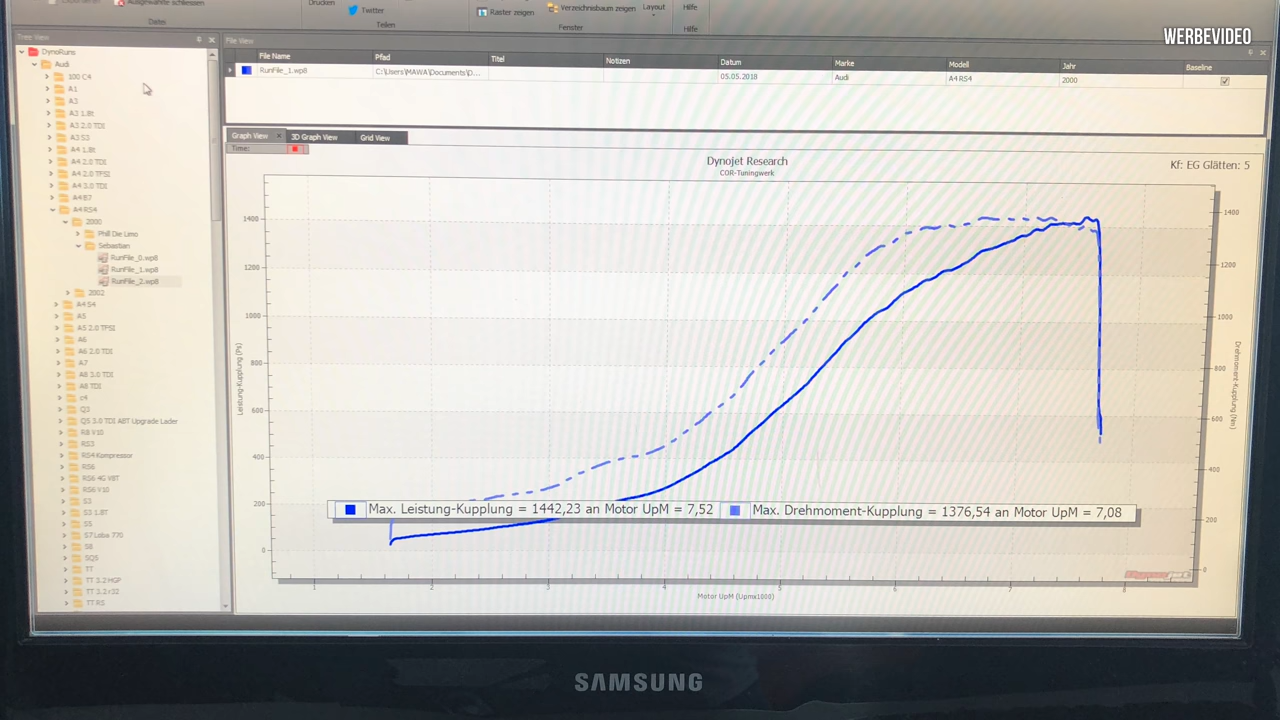 WERBEVIDEO
Ausgewählte schliessen
Datei
Drucken
Twitter
Teilen
Raster zeigen
Verzeichnisbaum zeigen
Fenster
Layout
Hilfe
Hilfe
Tree View
DynoRuns
Audi
100 C4
A1
A3
A3 1.8t
A3 2.0 TDI
A3 S3
A4 1.8t
A4 2.0 TDI
A4 2.0 TFSI
A4 3.0 TDI
A4 B7
A4 RS4
2000
Phill Die Limo
Sebastian
RunFile_0.wp8
RunFile_1.wp8
RunFile_2.wp8
2002
A4 S4
A5
A5 2.0 TFSI
A6
A6 2.0 TDI
A7
A8 3.0 TDI
A8 TDI
c4
Q3
Q5 3.0 TDI ABT Upgrade Lader
R8 V10
RS3
RS4 Kompressor
RS6
RS6 4G V8T
RS6 V10
S3
S3 1.8T
S5
S7 Loba 770
S8
SQ5
TT
TT 3.2 HGP
TT 3.2 r32
TT RS
File View
File Name Pfad Titel Notizen Datum Marke Modell Jahr Baseline
RunFile_1.wp8 C:\Users\MAWA\Documents\D... 05.05.2018 Audi A4 RS4 2000
Graph View 3D Graph View Grid View
Time:
Dynojet Research
COR-Tuningwerk
Kf: EG Glätten: 5
Leistung-Kupplung (Ps)
1400
1200
1000
800
600
400
200
0
Max. Leistung-Kupplung = 1442,23 an Motor UpM = 7,52 Max. Drehmoment-Kupplung = 1376,54 an Motor UpM = 7,08
1400
1200
1000
800
600
400
200
0
Drehmoment-Kupplung (Nm)
Dynojet
1 2 3 4 5 6 7 8
Motor UpM (Upmx1000)
SAMSUNG